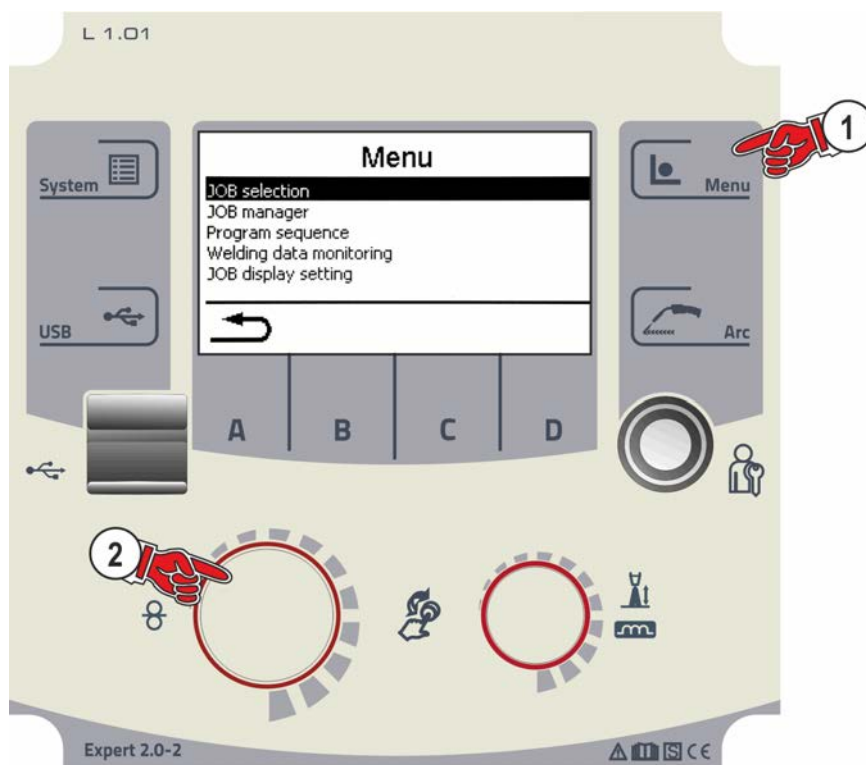 L 1.01
1
System
Menu
Menu
JOB selection
JOB manager
Program sequence
Welding data monitoring
JOB display setting
USB
Arc
A B C D
2
Expert 2.0-2
S CE